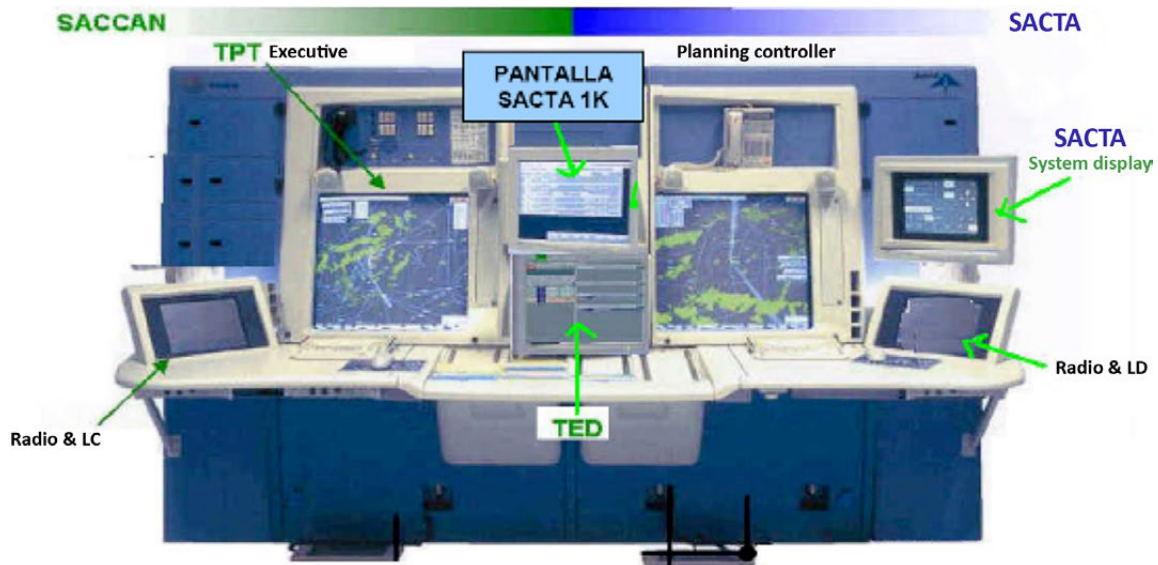 SACCAN
SACTA
TPT Executive
Planning controller
PANTALLA
SACTA 1K
SACTA
System display
Radio & LC
Radio & LD
TED